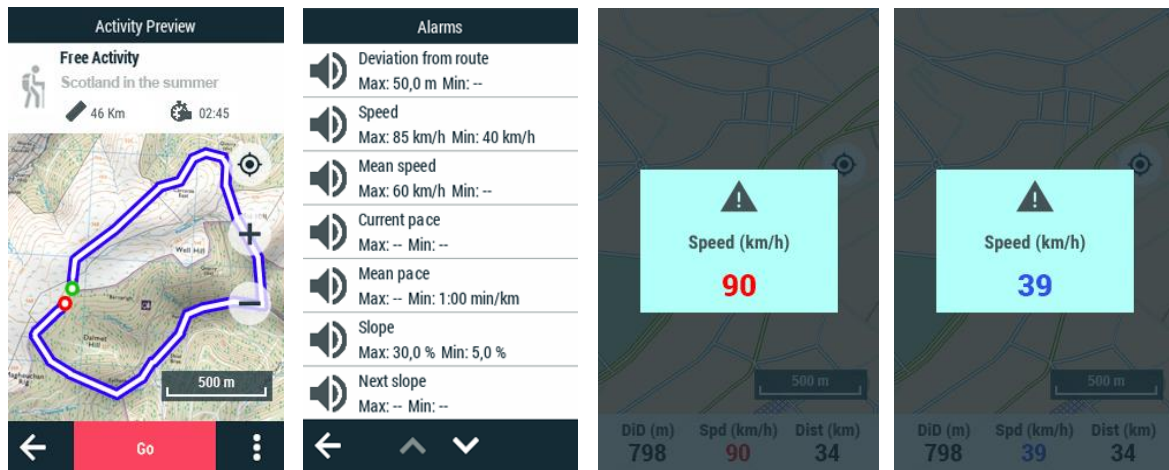 Activity Preview
Free Activity
Scotland in the summer
46 Km 02:45
Well Hill
Dalmet
Hill
500 m
Go
Alarms
Deviation from route
Max: 50,0 m Min: --
Speed
Max: 85 km/h Min: 40 km/h
Mean speed
Max: 60 km/h Min: --
Current pace
Max: -- Min: --
Mean pace
Max: -- Min: 1:00 min/km
Slope
Max: 30,0 % Min: 5,0 %
Next slope
Max: -- Min: --
Speed (km/h)
90
500 m
DiD (m) Spd (km/h) Dist (km)
798 90 34
Speed (km/h)
39
500 m
DiD (m) Spd (km/h) Dist (km)
798 39 34